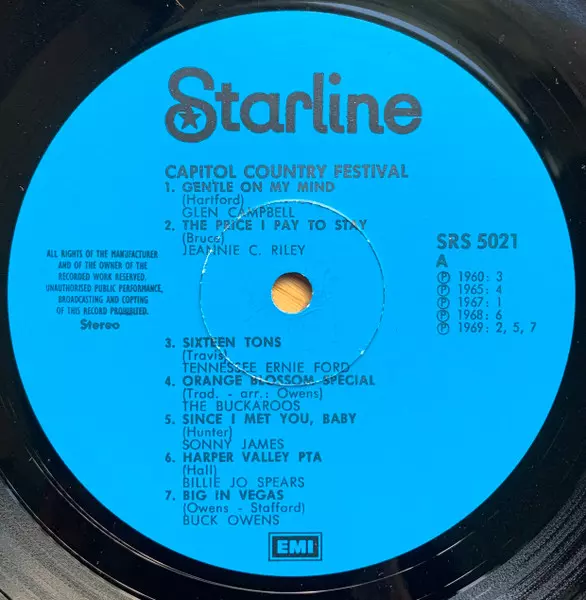 Starline
CAPITOL COUNTRY FESTIVAL
1. GENTLE ON MY MIND
(Hartford)
GLEN CAMPBELL
2. THE PRICE I PAY TO STAY
(Bruce)
JEANNIE C. RILEY
ALL RIGHTS OF THE MANUFACTURER
AND OF THE OWNER OF THE
RECORDED WORK RESERVED.
UNAUTHORISED PUBLIC PERFORMANCE,
BROADCASTING AND COPYING
OF THIS RECORD PROHIBITED.
Stereo
SRS 5021
A
Ⓟ 1960: 3
Ⓟ 1965: 4
Ⓟ 1967: 1
Ⓟ 1968: 6
Ⓟ 1969: 2, 5, 7
3. SIXTEEN TONS
(Travis)
TENNESSEE ERNIE FORD
4. ORANGE BLOSSOM SPECIAL
(Trad. - arr.: Owens)
THE BUCKAROOS
5. SINCE I MET YOU, BABY
(Hunter)
SONNY JAMES
6. HARPER VALLEY PTA
(Hall)
BILLIE JO SPEARS
7. BIG IN VEGAS
(Owens - Stafford)
BUCK OWENS
EMI